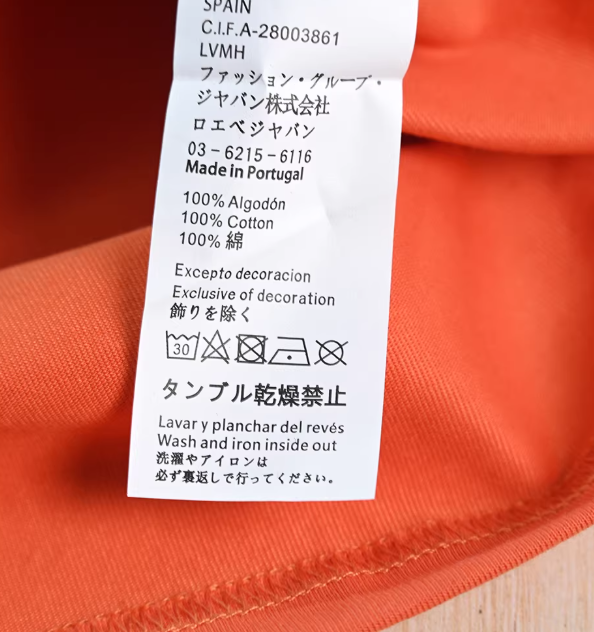 SPAIN
C.I.F.A-28003861
LVMH
ファッション・グループ・
ジャパン株式会社
ロエベジャパン
03-6215-6116
Made in Portugal
100% Algodón
100% Cotton
100% 綿
Excepto decoracion
Exclusive of decoration
飾りを除く
30
タンブル乾燥禁止
Lavar y planchar del revés
Wash and iron inside out
洗濯やアイロンは
必ず裏返しで行ってください。